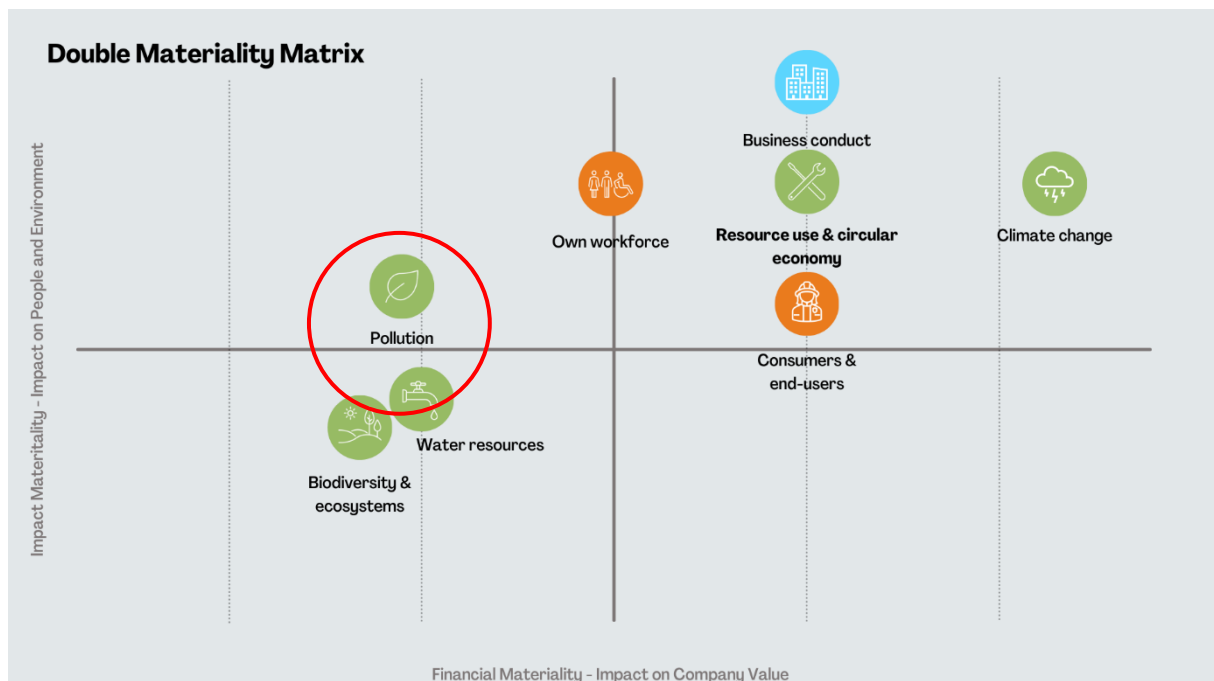 Double Materiality Matrix
Business conduct
Own workforce
Resource use & circular
economy
Climate change
Pollution
Consumers &
end-users
Water resources
Biodiversity &
ecosystems
Impact Materitality - Impact on People and Environment
Financial Materiality - Impact on Company Value